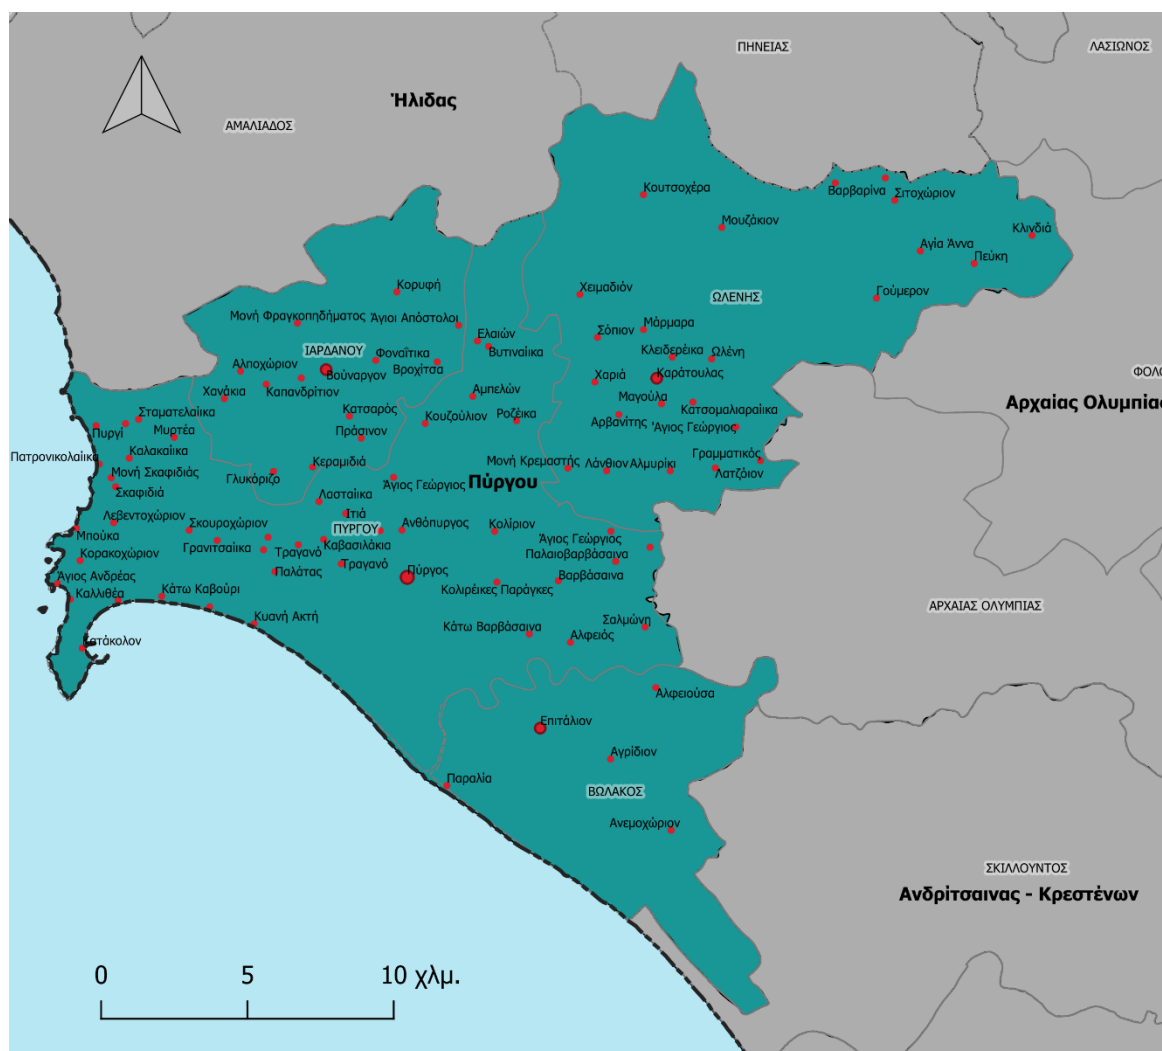 ΠΗΝΕΙΑΣ
ΛΑΣΙΩΝΟΣ
Ήλιδας
ΑΜΑΛΙΑΔΟΣ
Κουτσοχέρα
Βαρβαρίνα
Σιτοχώριον
Μουζάκιον
Κλινδιά
Αγία Άννα
Πεύκη
Κορυφή
Χειμαδιόν
ΩΛΕΝΗΣ
Γούμερον
Μονή Φραγκοπηδήματος
Άγιοι Απόστολοι
Μάρμαρα
Σόπιον
Ελαιών
Βυτιναίικα
ΙΑΡΔΑΝΟΥ
Φοναΐτικα
Βροχίτσα
Κλειδερέικα
Ωλένη
Αλποχώριον
Βούναργον
Καράτουλας
Χανάκια
Καπανδρίτιον
Χαριά
Αμπελών
Μαγούλα
Κατσομαλιαραίικα
Αρχαίας Ολυμπίας
Σταματελαίικα
Κατσαρός
Κουζούλιον
Ροζέικα
Αρβανίτης
'Αγιος Γεώργιος
Πυργί
Μυρτέα
Πράσινον
Πατρονικολαίικα
Καλακαίικα
Κεραμιδιά
Μονή Κρεμαστής
Λάνθιον
Αλμυρίκι
Γραμματικός
Μονή Σκαφιδιάς
Γλυκόριζο
Άγιος Γεώργιος
Πύργου
Λατζόιον
Σκαφιδιά
Λασταίικα
Ιτιά
Λεβεντοχώριον
Σκουροχώριον
ΠΥΡΓΟΥ
Ανθόπυργος
Κολίριον
Μπούκα
Γρανιτσαίικα
Καβασιλάκια
Άγιος Γεώργιος
Κορακοχώριον
Τραγανό
Τραγανό
Παλαιοβαρβάσαινα
Άγιος Ανδρέας
Παλάτας
Πύργος
Βαρβάσαινα
Καλλιθέα
Κάτω Καβούρι
Κολιρέικες Παράγκες
ΑΡΧΑΙΑΣ ΟΛΥΜΠΙΑΣ
Κυανή Ακτή
Κάτω Βαρβάσαινα
Σαλμώνη
Αλφειός
Κατάκολον
Αλφειούσα
Επιτάλιον
Αγρίδιον
Παραλία
ΒΩΛΑΚΟΣ
Ανεμοχώριον
ΣΚΙΛΛΟΥΝΤΟΣ
Ανδρίτσαινας - Κρεστένων
0 5 10 χλμ.